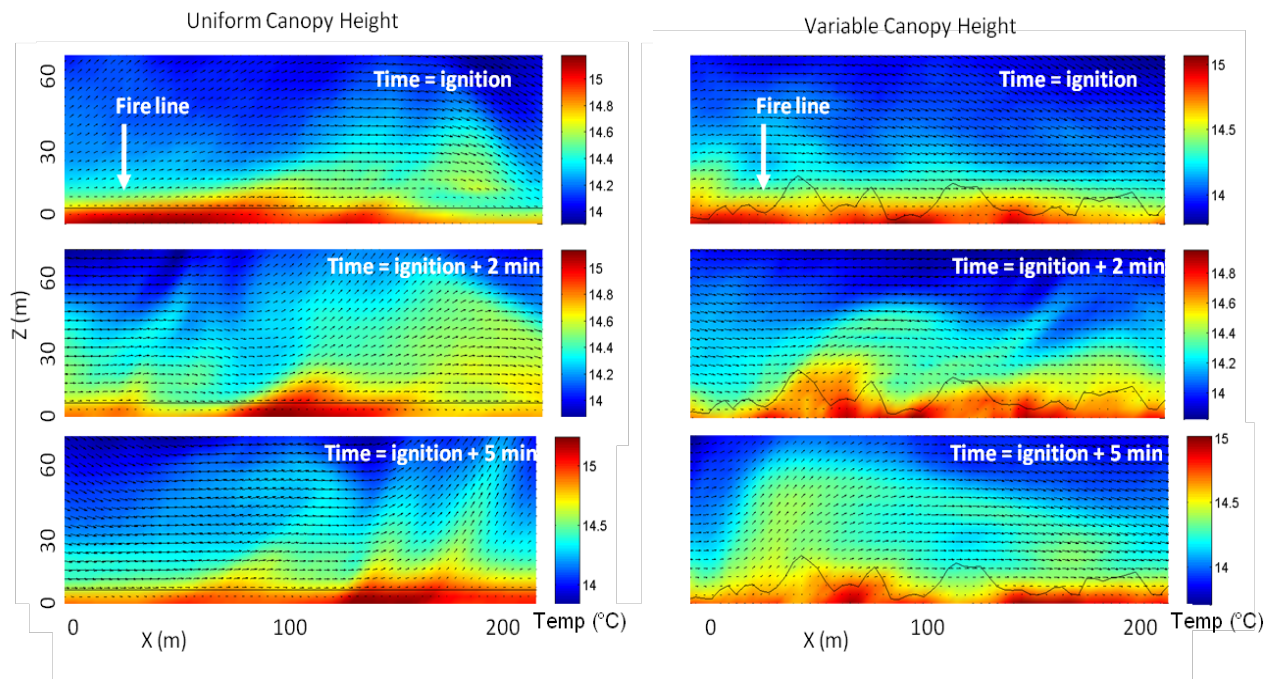 Uniform Canopy Height
Variable Canopy Height
Time = ignition
Fire line
60
30
0
15
14.8
14.6
14.4
14.2
14
Time = ignition
Fire line
15
14.5
14
Time = ignition + 2 min
60
30
0
15
14.8
14.6
14.4
14.2
14
Time = ignition + 2 min
14.8
14.6
14.4
14.2
14
Z (m)
Time = ignition + 5 min
60
30
0
15
14.5
14
Time = ignition + 5 min
15
14.5
14
0
100
200
Temp (°C)
X (m)
0
100
200
Temp (°C)
X (m)